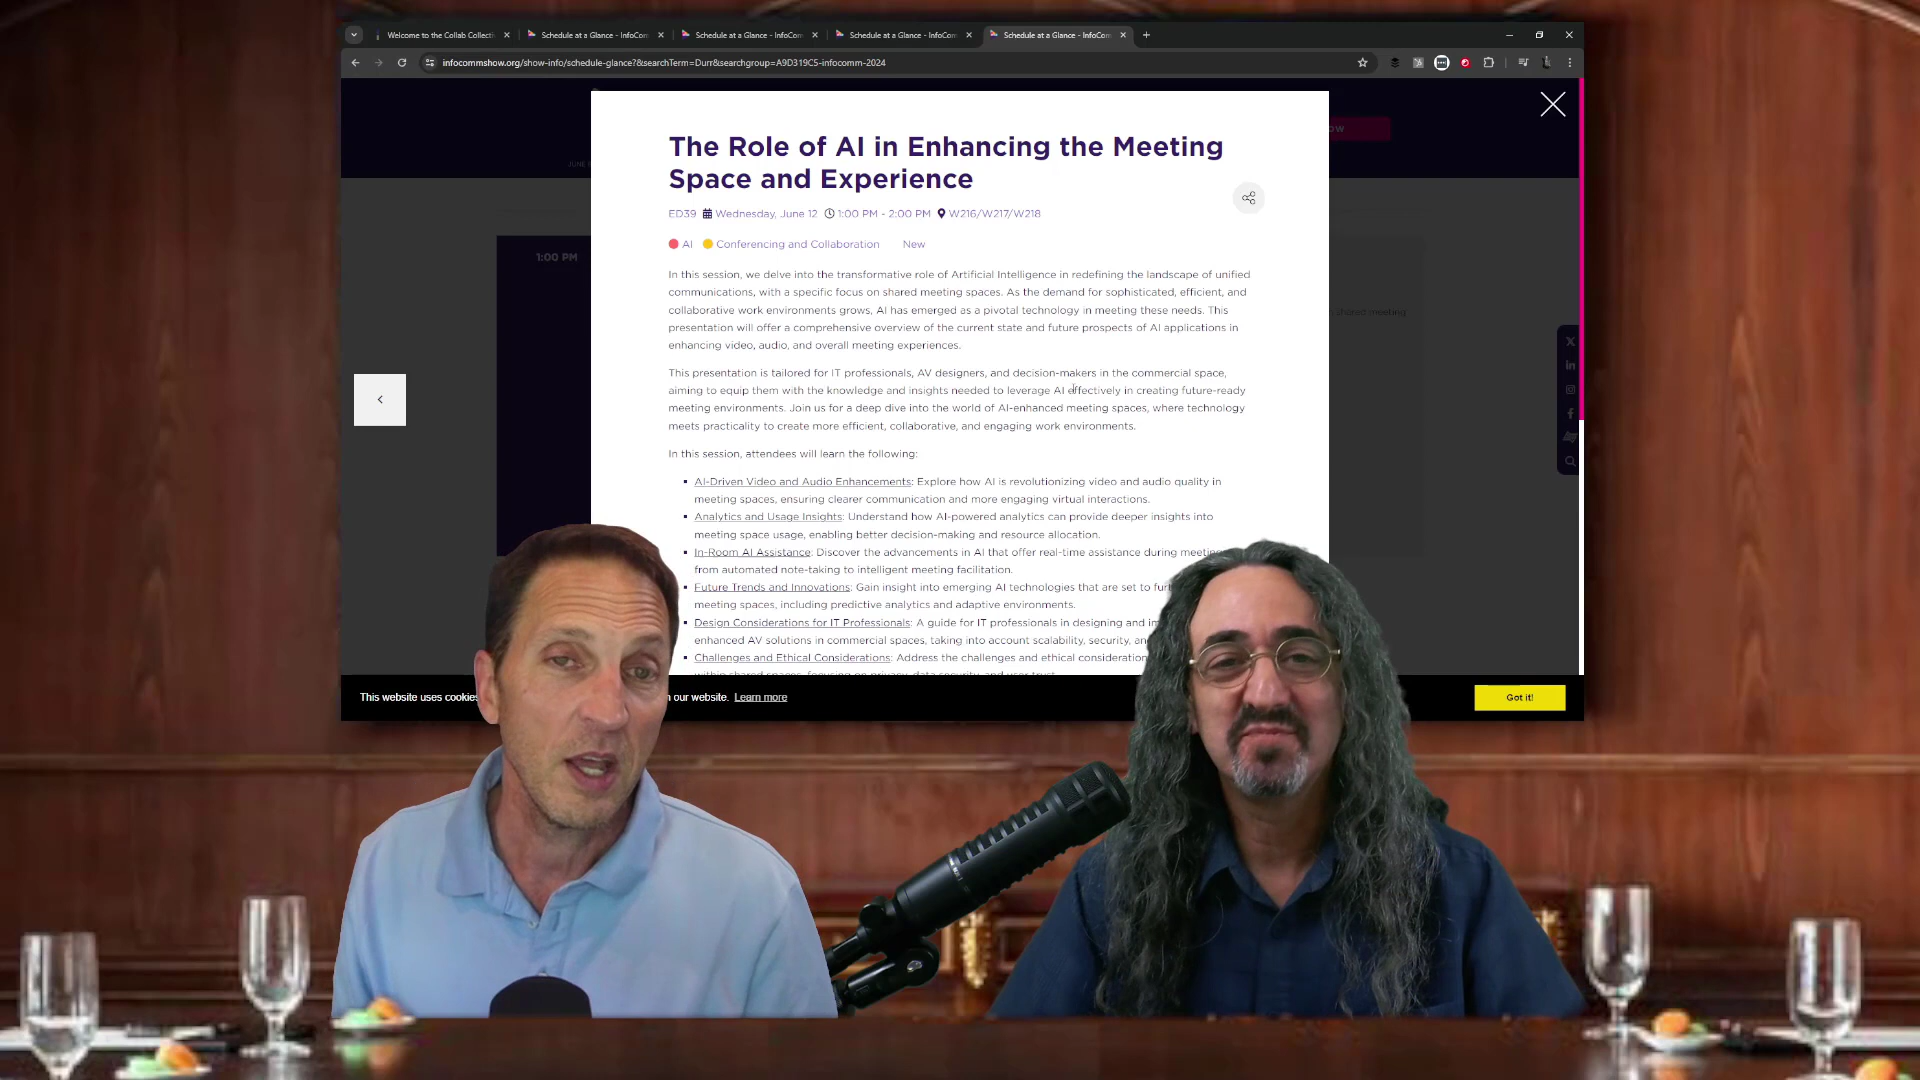 Welcome to the Collab Collecti
Schedule at a Glance - InfoCom
Schedule at a Glance - InfoCom
Schedule at a Glance - InfoCom
Schedule at a Glance - InfoCom
infocommshow.org/show-info/schedule-glance?&searchTerm=Durr&searchgroup=A9D319C5-infocomm-2024
The Role of AI in Enhancing the Meeting
Space and Experience
ED39 Wednesday, June 12 1:00 PM - 2:00 PM W216/W217/W218
AI Conferencing and Collaboration New
1:00 PM
In this session, we delve into the transformative role of Artificial Intelligence in redefining the landscape of unified
communications, with a specific focus on shared meeting spaces. As the demand for sophisticated, efficient, and
collaborative work environments grows, AI has emerged as a pivotal technology in meeting these needs. This
presentation will offer a comprehensive overview of the current state and future prospects of AI applications in
enhancing video, audio, and overall meeting experiences.
shared meeting
This presentation is tailored for IT professionals, AV designers, and decision-makers in the commercial space,
aiming to equip them with the knowledge and insights needed to leverage AI effectively in creating future-ready
meeting environments. Join us for a deep dive into the world of AI-enhanced meeting spaces, where technology
meets practicality to create more efficient, collaborative, and engaging work environments.
In this session, attendees will learn the following:
AI-Driven Video and Audio Enhancements: Explore how AI is revolutionizing video and audio quality in
meeting spaces, ensuring clearer communication and more engaging virtual interactions.
Analytics and Usage Insights: Understand how AI-powered analytics can provide deeper insights into
meeting space usage, enabling better decision-making and resource allocation.
In-Room AI Assistance: Discover the advancements in AI that offer real-time assistance during meetin
from automated note-taking to intelligent meeting facilitation.
Future Trends and Innovations: Gain insight into emerging AI technologies that are set to furt
meeting spaces, including predictive analytics and adaptive environments.
Design Considerations for IT Professionals: A guide for IT professionals in designing and im
enhanced AV solutions in commercial spaces, taking into account scalability, security, an
Challenges and Ethical Considerations: Address the challenges and ethical consideration
within shared spaces, focusing on privacy, data security, and user trust.
This website uses cookies our website. Learn more
Got it!